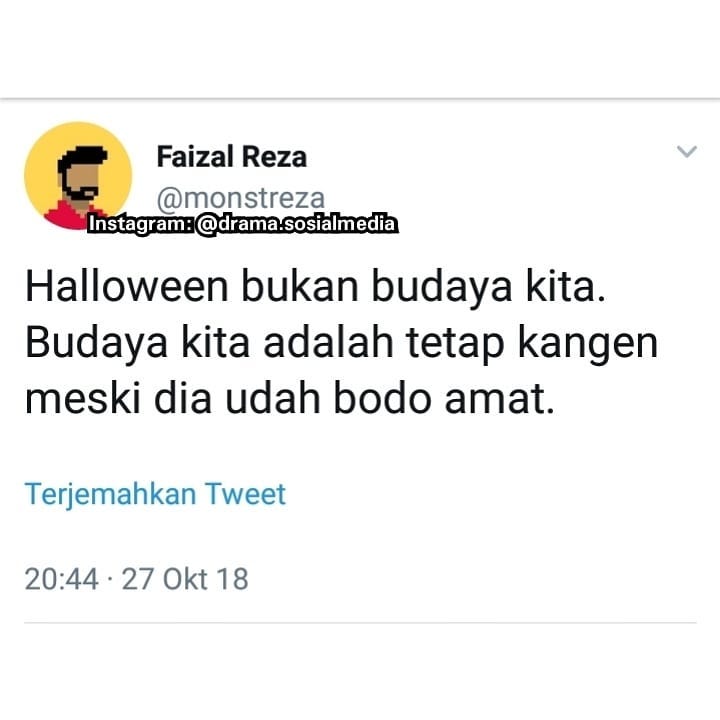 Faizal Reza
@monstreza
Instagram: @drama.sosialmedia
Halloween bukan budaya kita.
Budaya kita adalah tetap kangen
meski dia udah bodo amat.
Terjemahkan Tweet
20:44 · 27 Okt 18